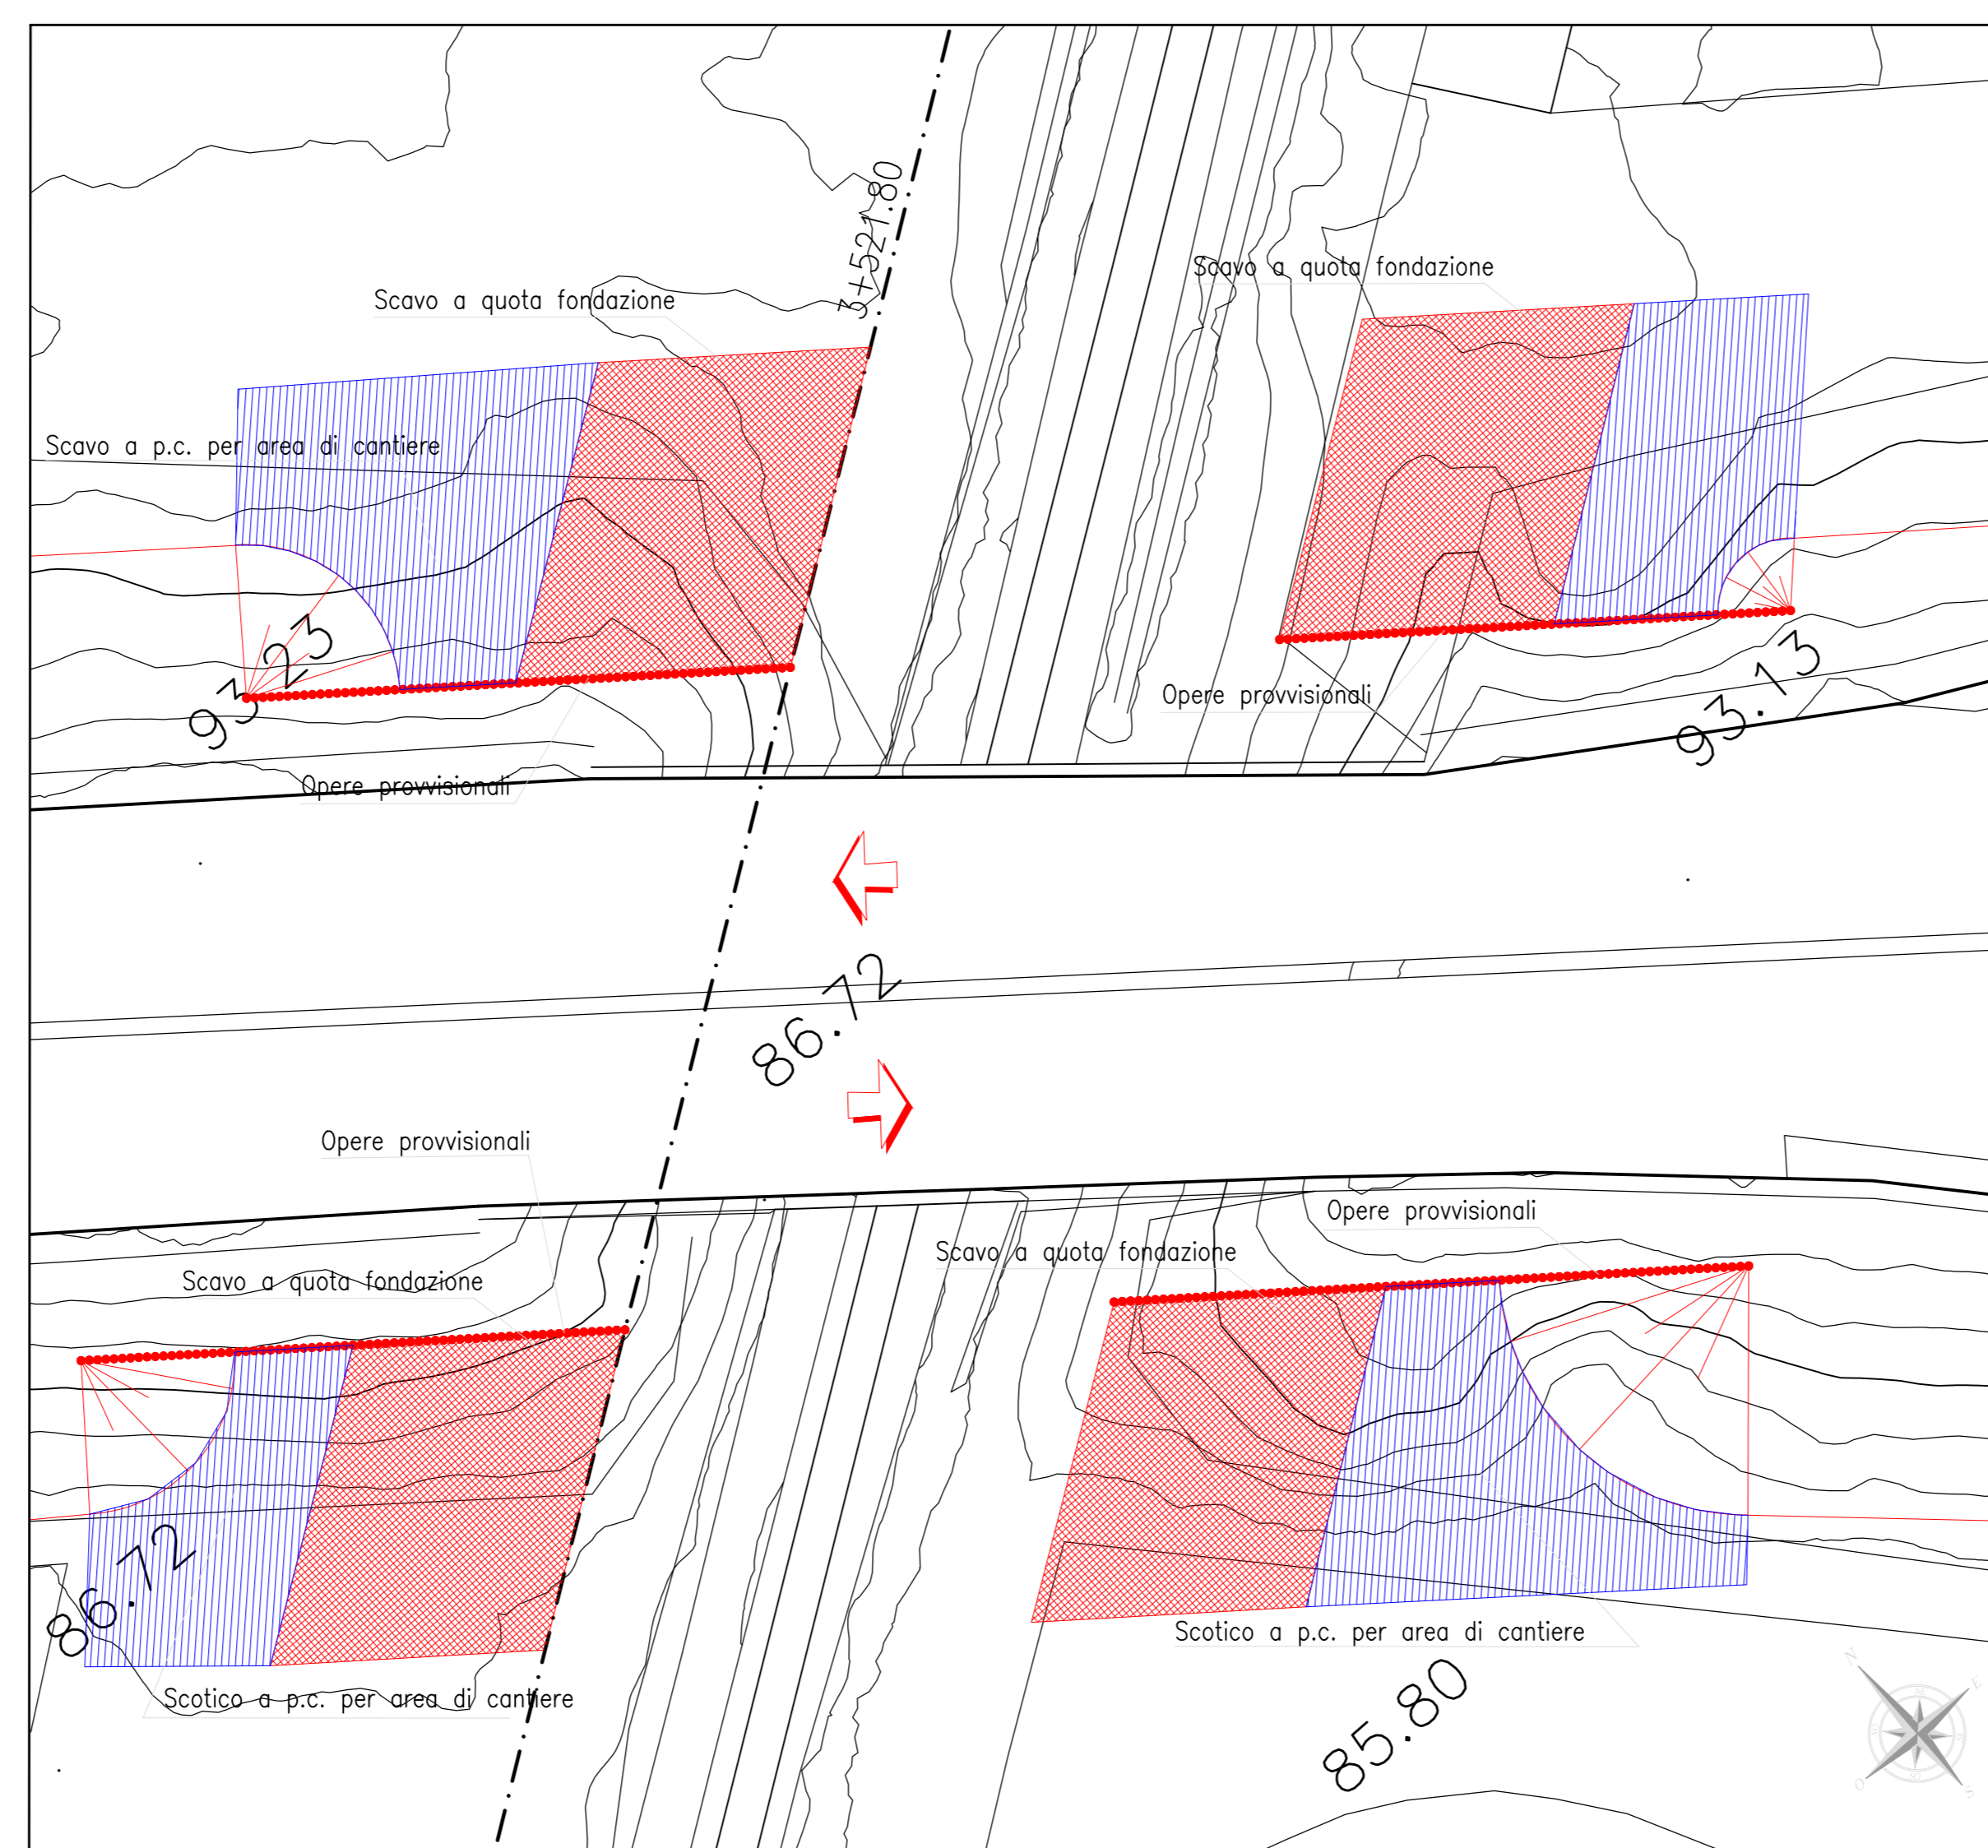 3+521.80
Scavo a quota fondazione
Scavo a quota fondazione
Scavo a p.c. per area di cantiere
93.23
93.13
Opere provvisionali
Opere provvisionali
86.72
Opere provvisionali
Opere provvisionali
Scavo a quota fondazione
Scavo a quota fondazione
86.72
Scotico a p.c. per area di cantiere
Scotico a p.c. per area di cantiere
85.80
N
E
O
S